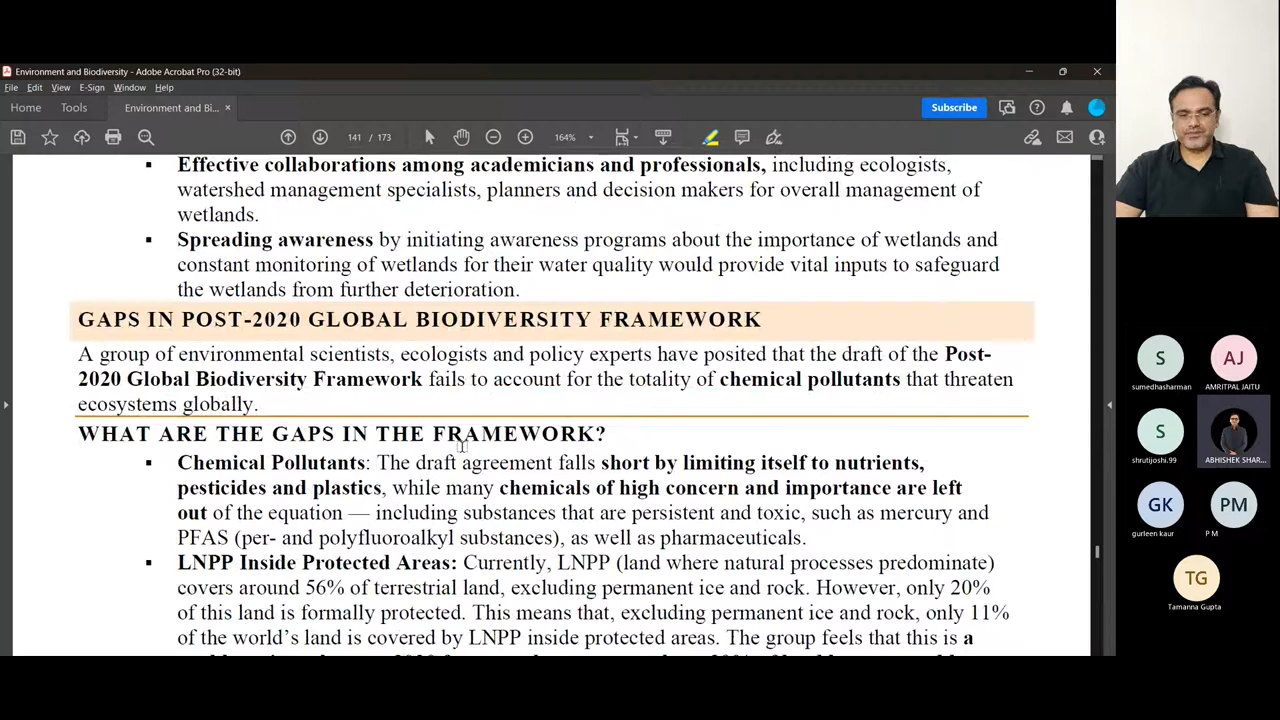 Environment and Biodiversity - Adobe Acrobat Pro (32-bit)
File Edit View E-Sign Window Help
Home Tools Environment and Bi... × Subscribe
141 / 173 164%
▪ Effective collaborations among academicians and professionals, including ecologists,
watershed management specialists, planners and decision makers for overall management of
wetlands.
▪ Spreading awareness by initiating awareness programs about the importance of wetlands and
constant monitoring of wetlands for their water quality would provide vital inputs to safeguard
the wetlands from further deterioration.
GAPS IN POST-2020 GLOBAL BIODIVERSITY FRAMEWORK
A group of environmental scientists, ecologists and policy experts have posited that the draft of the Post-
2020 Global Biodiversity Framework fails to account for the totality of chemical pollutants that threaten
ecosystems globally.
WHAT ARE THE GAPS IN THE FRAMEWORK?
▪ Chemical Pollutants: The draft agreement falls short by limiting itself to nutrients,
pesticides and plastics, while many chemicals of high concern and importance are left
out of the equation — including substances that are persistent and toxic, such as mercury and
PFAS (per- and polyfluoroalkyl substances), as well as pharmaceuticals.
▪ LNPP Inside Protected Areas: Currently, LNPP (land where natural processes predominate)
covers around 56% of terrestrial land, excluding permanent ice and rock. However, only 20%
of this land is formally protected. This means that, excluding permanent ice and rock, only 11%
of the world's land is covered by LNPP inside protected areas. The group feels that this is a
S AJ
sumedhasharman AMRITPAL JAITU
S
shrutijoshi.99 ABHISHEK SHAR...
GK PM
gurleen kaur P M
TG
Tamanna Gupta